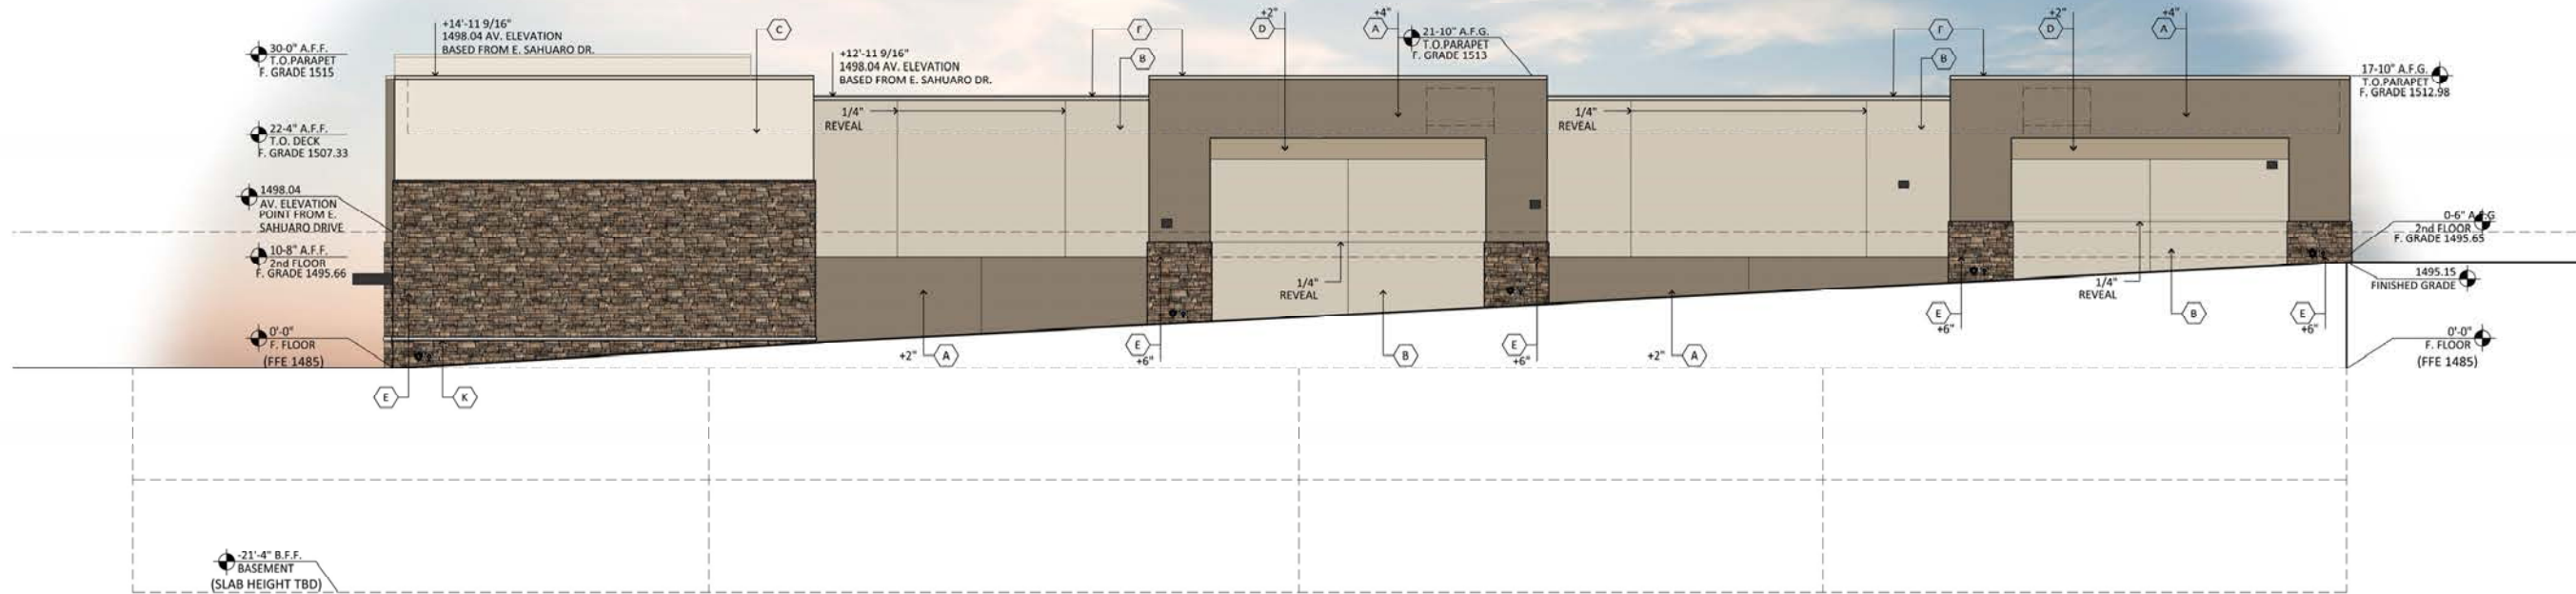 30-0" A.F.F.
T.O.PARAPET
F. GRADE 1515
22-4" A.F.F.
T.O. DECK
F. GRADE 1507.33
1498.04
AV. ELEVATION
POINT FROM E.
SAHUARO DRIVE
10-8" A.F.F.
2nd FLOOR
F. GRADE 1495.66
0'-0"
F. FLOOR
(FFE 1485)
-21'-4" B.F.F.
BASEMENT
(SLAB HEIGHT TBD)
+14'-11 9/16"
1498.04 AV. ELEVATION
BASED FROM E. SAHUARO DR.
C
+12'-11 9/16"
1498.04 AV. ELEVATION
BASED FROM E. SAHUARO DR.
1/4"
REVEAL
F
B
+2"
D
+4"
A
21-10" A.F.G.
T.O.PARAPET
F. GRADE 1513
1/4"
REVEAL
F
B
+2"
D
+4"
A
17-10" A.F.G.
T.O.PARAPET
F. GRADE 1512.98
0-6" A.F.G
2nd FLOOR
F. GRADE 1495.65
1495.15
FINISHED GRADE
0'-0"
F. FLOOR
(FFE 1485)
E
K
+2"
A
E
+6"
1/4"
REVEAL
B
E
+6"
+2"
A
E
+6"
1/4"
REVEAL
B
E
+6"